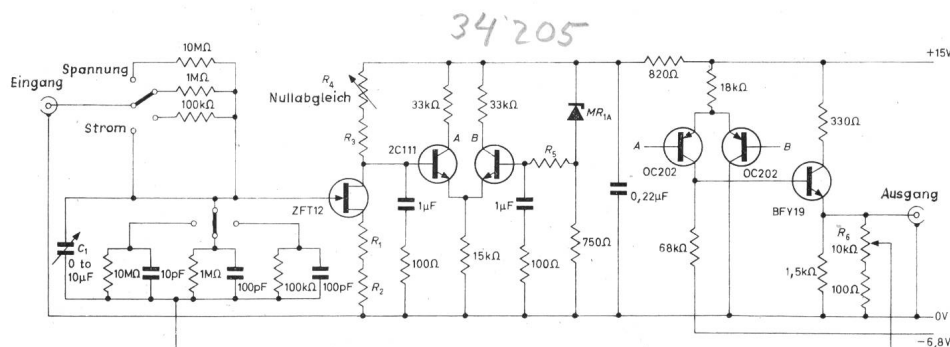 34'205
+15V
Eingang
Spannung
10MΩ
1MΩ
100kΩ
Strom
R4
Nullabgleich
R3
33kΩ
33kΩ
A
B
2C111
R5
MR1A
820Ω
18kΩ
330Ω
A
B
OC202
OC202
BFY19
Ausgang
ZFT12
1µF
1µF
0,22µF
C1
0 to
10µF
10MΩ
10pF
1MΩ
100pF
100kΩ
100pF
R1
R2
100Ω
15kΩ
100Ω
750Ω
68kΩ
1,5kΩ
R6
10kΩ
100Ω
0V
−6,8V